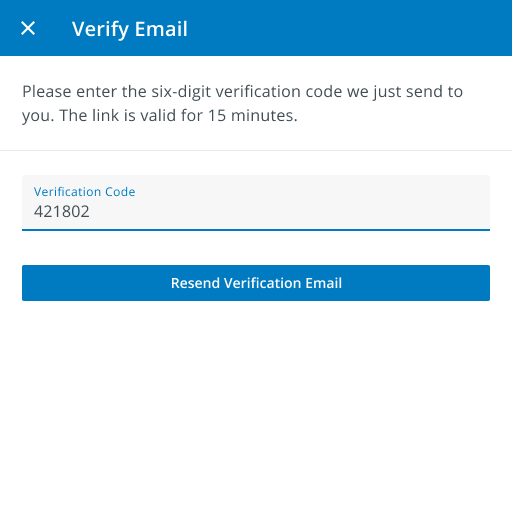 Verify Email
Please enter the six-digit verification code we just send to
you. The link is valid for 15 minutes.
Verification Code
421802
Resend Verification Email